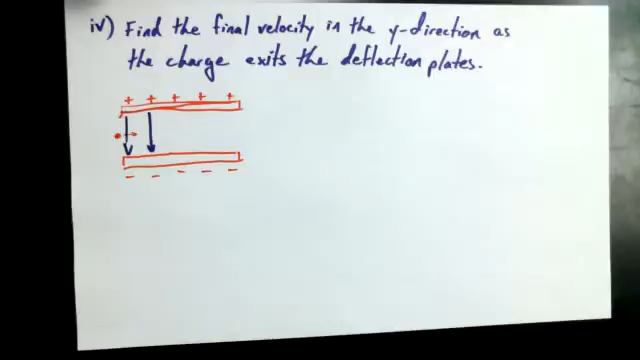 iv) Find the final velocity in the y-direction as
the charge exits the deflection plates.
+ + + + +
- - - - -